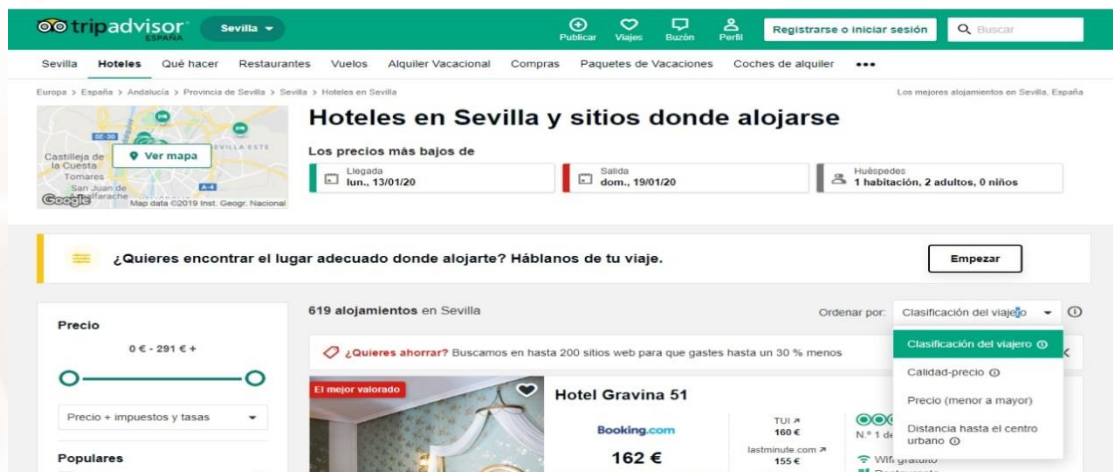 tripadvisor
ESPAÑA
Sevilla
Publicar
Viajes
Buzón
Perfil
Registrarse o iniciar sesión
Buscar
Sevilla Hoteles Qué hacer Restaurantes Vuelos Alquiler Vacacional Compras Paquetes de Vacaciones Coches de alquiler
Europa > España > Andalucía > Provincia de Sevilla > Sevilla > Hoteles en Sevilla
Los mejores alojamientos en Sevilla, España
SE-30
SEVILLA ESTE
Castilleja de
la Cuesta
Tomares
San Juan de
A-4
Ver mapa
Google
Map data ©2019 Inst. Geogr. Nacional
Hoteles en Sevilla y sitios donde alojarse
Los precios más bajos de
Llegada
lun., 13/01/20
Salida
dom., 19/01/20
Huéspedes
1 habitación, 2 adultos, 0 niños
¿Quieres encontrar el lugar adecuado donde alojarte? Háblanos de tu viaje.
Empezar
Precio
0 € - 291 € +
Precio + impuestos y tasas
Populares
619 alojamientos en Sevilla
Ordenar por:
Clasificación del viajero
Clasificación del viajero
Calidad-precio
Precio (menor a mayor)
Distancia hasta el centro
urbano
¿Quieres ahorrar? Buscamos en hasta 200 sitios web para que gastes hasta un 30 % menos
El mejor valorado
Hotel Gravina 51
Booking.com
162 €
TUI
160 €
lastminute.com
155 €
N.º 1 de
Wifi gratuito